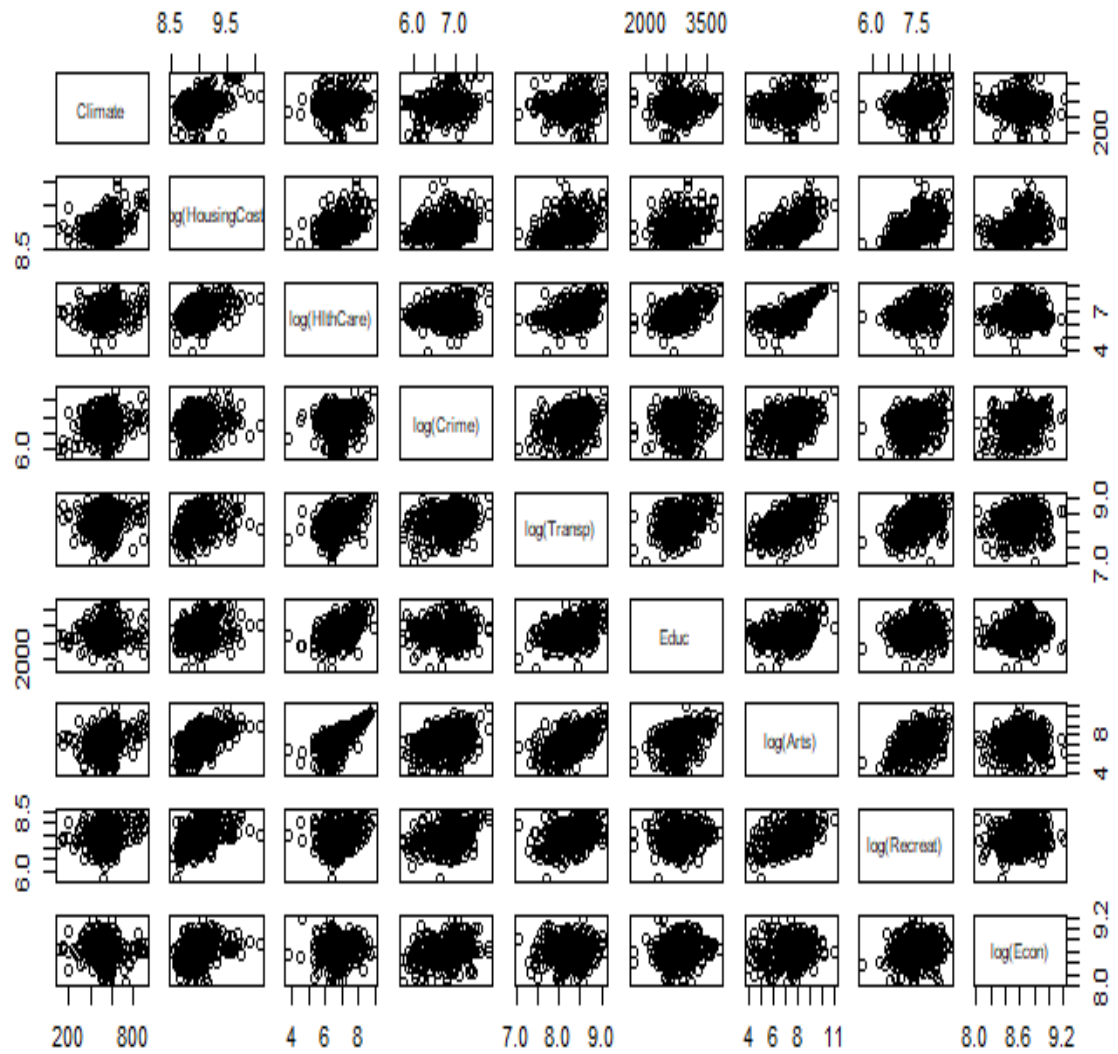 8.5 9.5 6.0 7.0 2000 3500 6.0 7.5
Climate 200
8.5 og(HousingCost
log(HlthCare) 4 7
6.0 log(Crime)
log(Transp) 7.0 9.0
2000 Educ
log(Arts) 4 8
6.0 8.5 log(Recreat)
log(Econ) 8.0 9.2
200 800 4 6 8 7.0 8.0 9.0 4 6 8 11 8.0 8.6 9.2